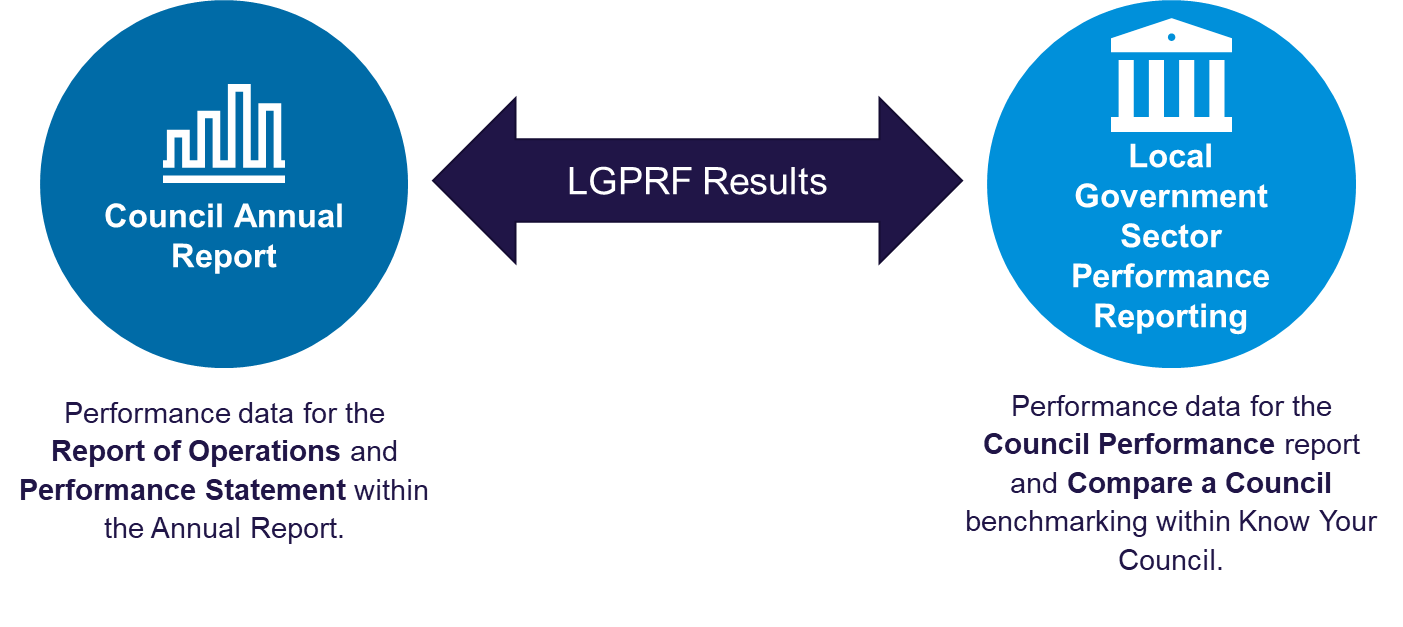 Council Annual
Report
LGPRF Results
Local
Government
Sector
Performance
Reporting
Performance data for the
Report of Operations and
Performance Statement within
the Annual Report.
Performance data for the
Council Performance report
and Compare a Council
benchmarking within Know Your
Council.